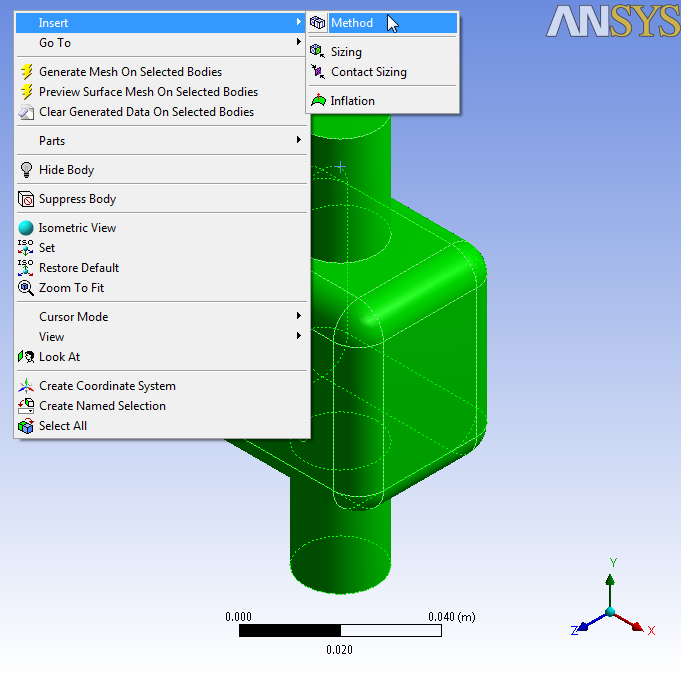 Insert
Method
ANSYS
Go To
Sizing
Generate Mesh On Selected Bodies
Contact Sizing
Preview Surface Mesh On Selected Bodies
Inflation
Clear Generated Data On Selected Bodies
Parts
Hide Body
Suppress Body
Isometric View
ISO
Set
ISO
Restore Default
Zoom To Fit
Cursor Mode
View
Look At
Create Coordinate System
Create Named Selection
Select All
0.000
0.040 (m)
0.020
Y
Z
X